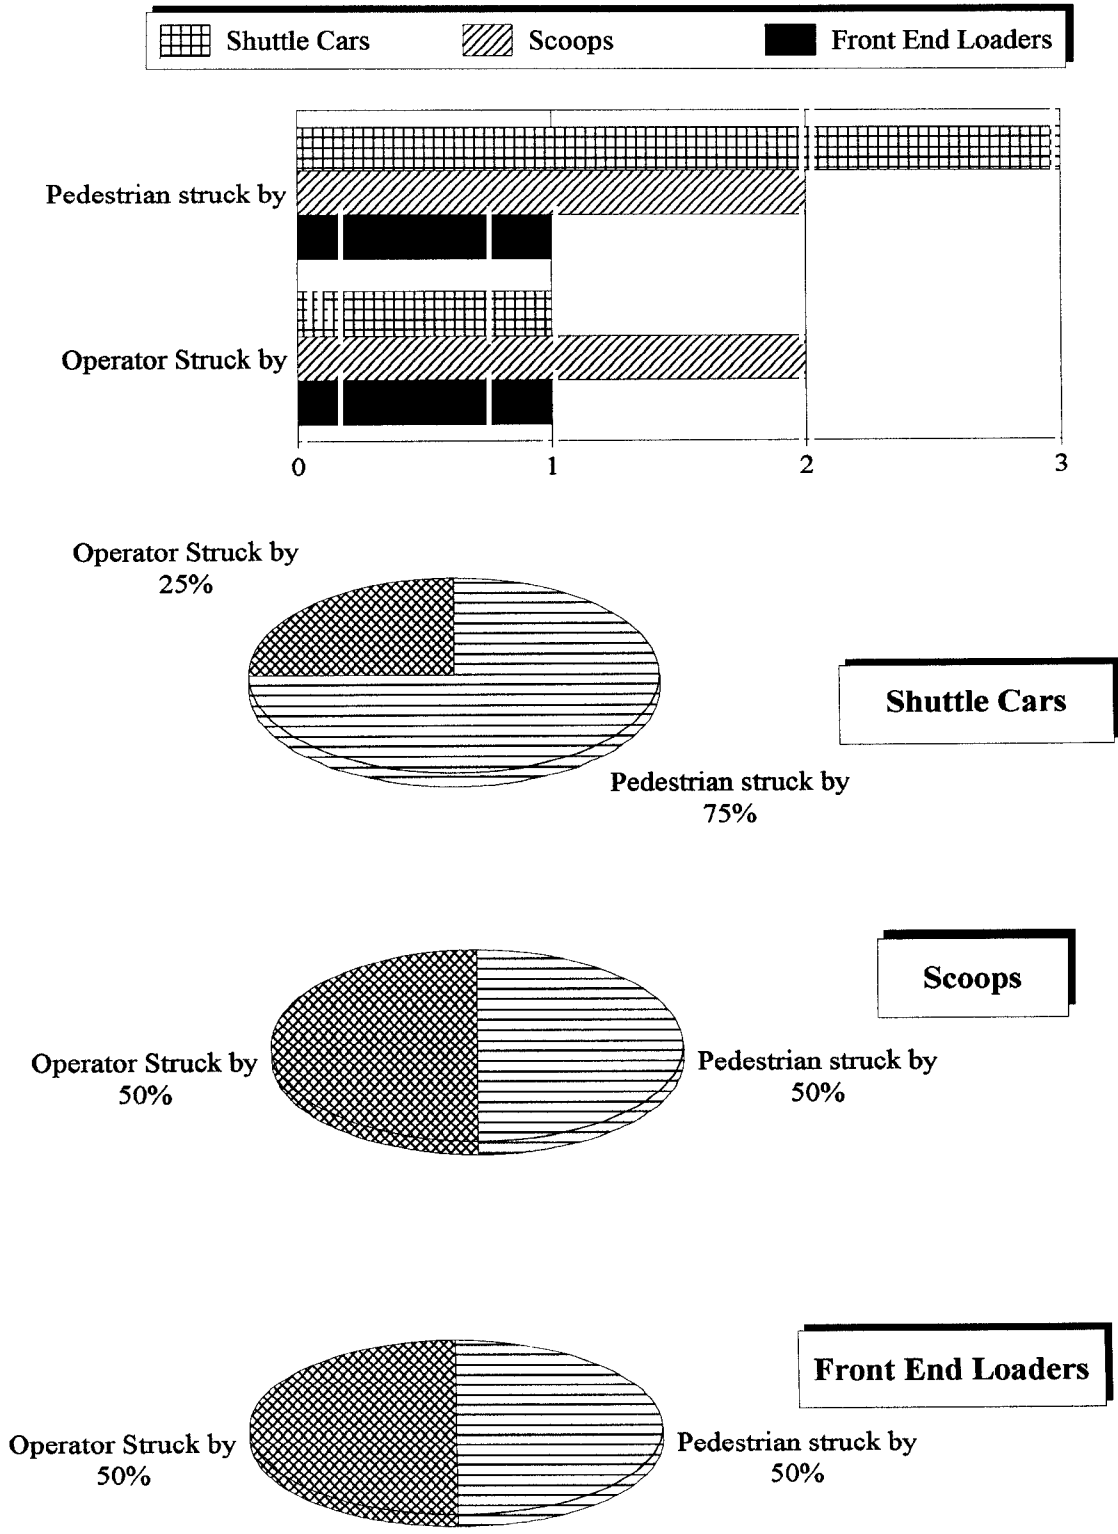 Shuttle Cars Scoops Front End Loaders
Pedestrian struck by
Operator Struck by
0 1 2 3
Operator Struck by
25%
Shuttle Cars
Pedestrian struck by
75%
Scoops
Operator Struck by
50%
Pedestrian struck by
50%
Front End Loaders
Operator Struck by
50%
Pedestrian struck by
50%